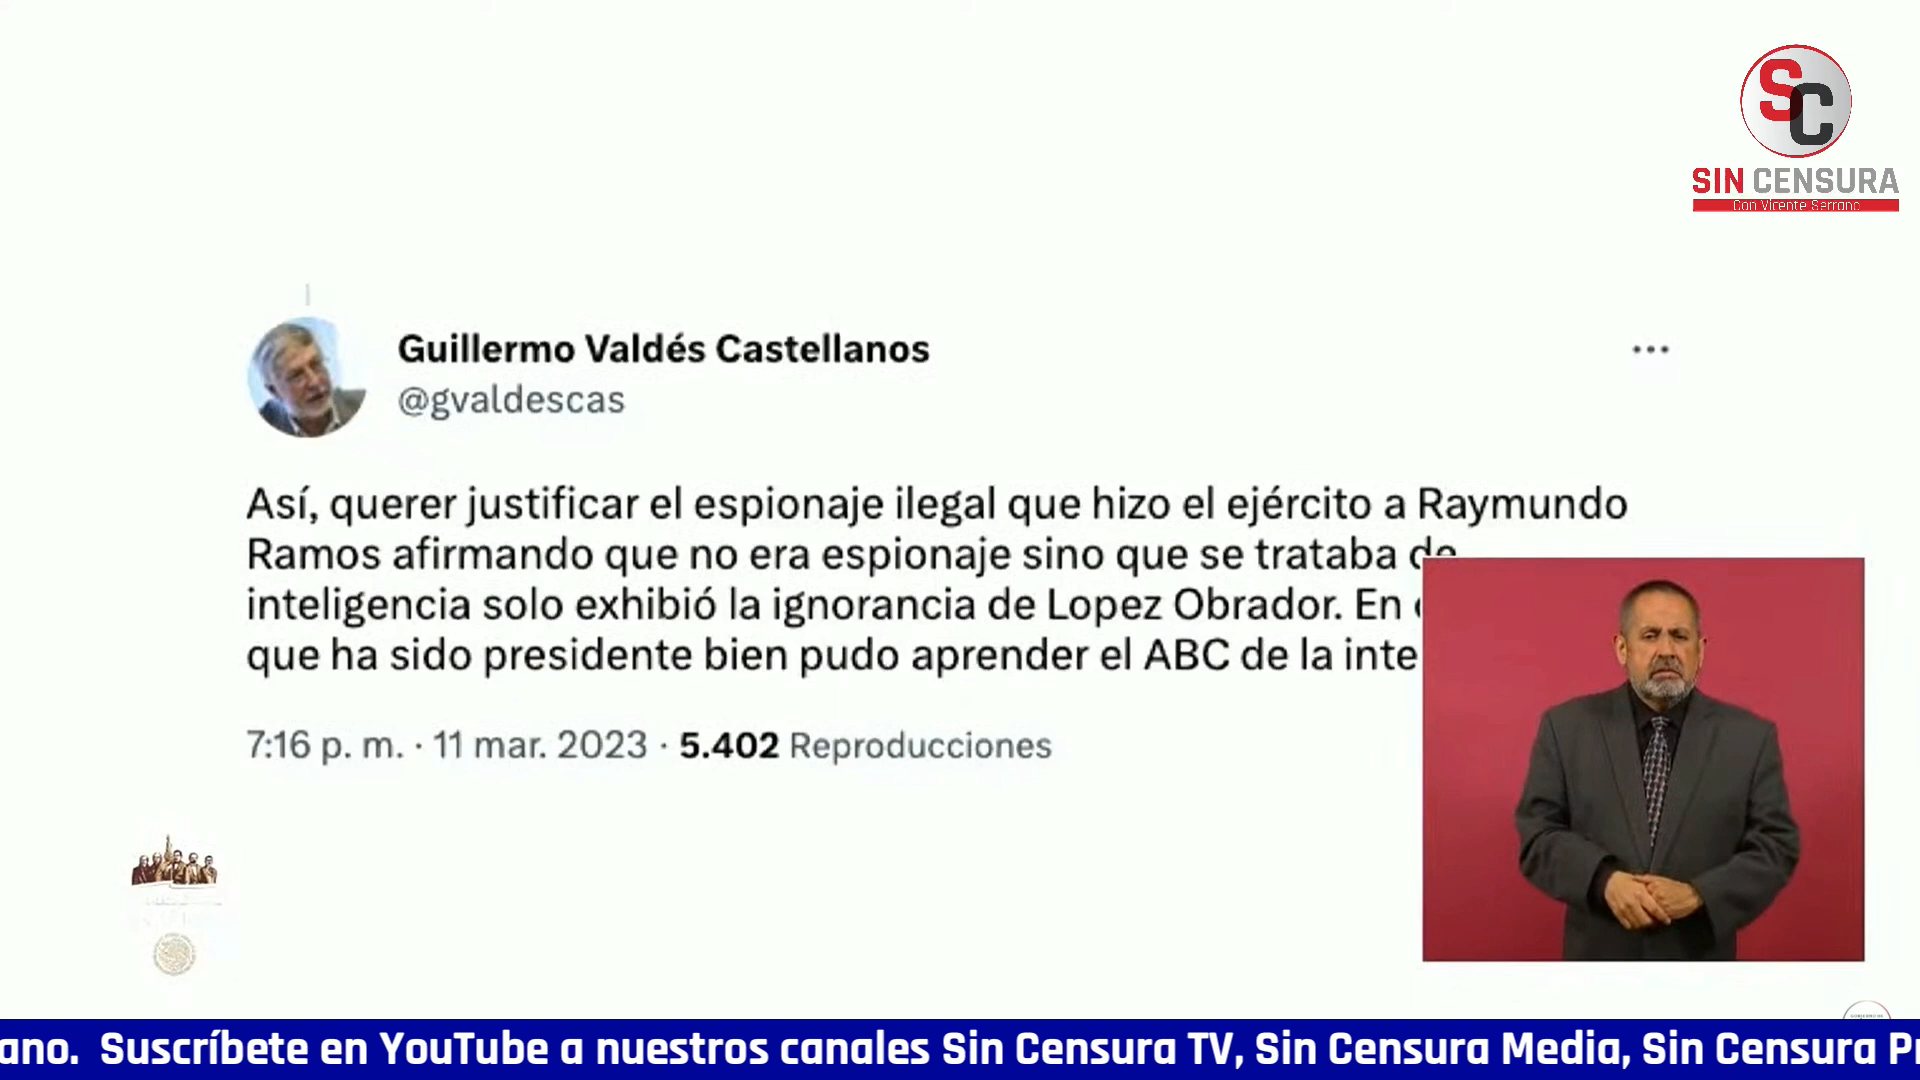 SC
SIN CENSURA
Con Vicente Serrano
Guillermo Valdés Castellanos
@gvaldescas
Así, querer justificar el espionaje ilegal que hizo el ejército a Raymundo
Ramos afirmando que no era espionaje sino que se trataba de
inteligencia solo exhibió la ignorancia de Lopez Obrador. En
que ha sido presidente bien pudo aprender el ABC de la inte
7:16 p. m. · 11 mar. 2023 · 5.402 Reproducciones
ano. Suscríbete en YouTube a nuestros canales Sin Censura TV, Sin Censura Media, Sin Censura Pr